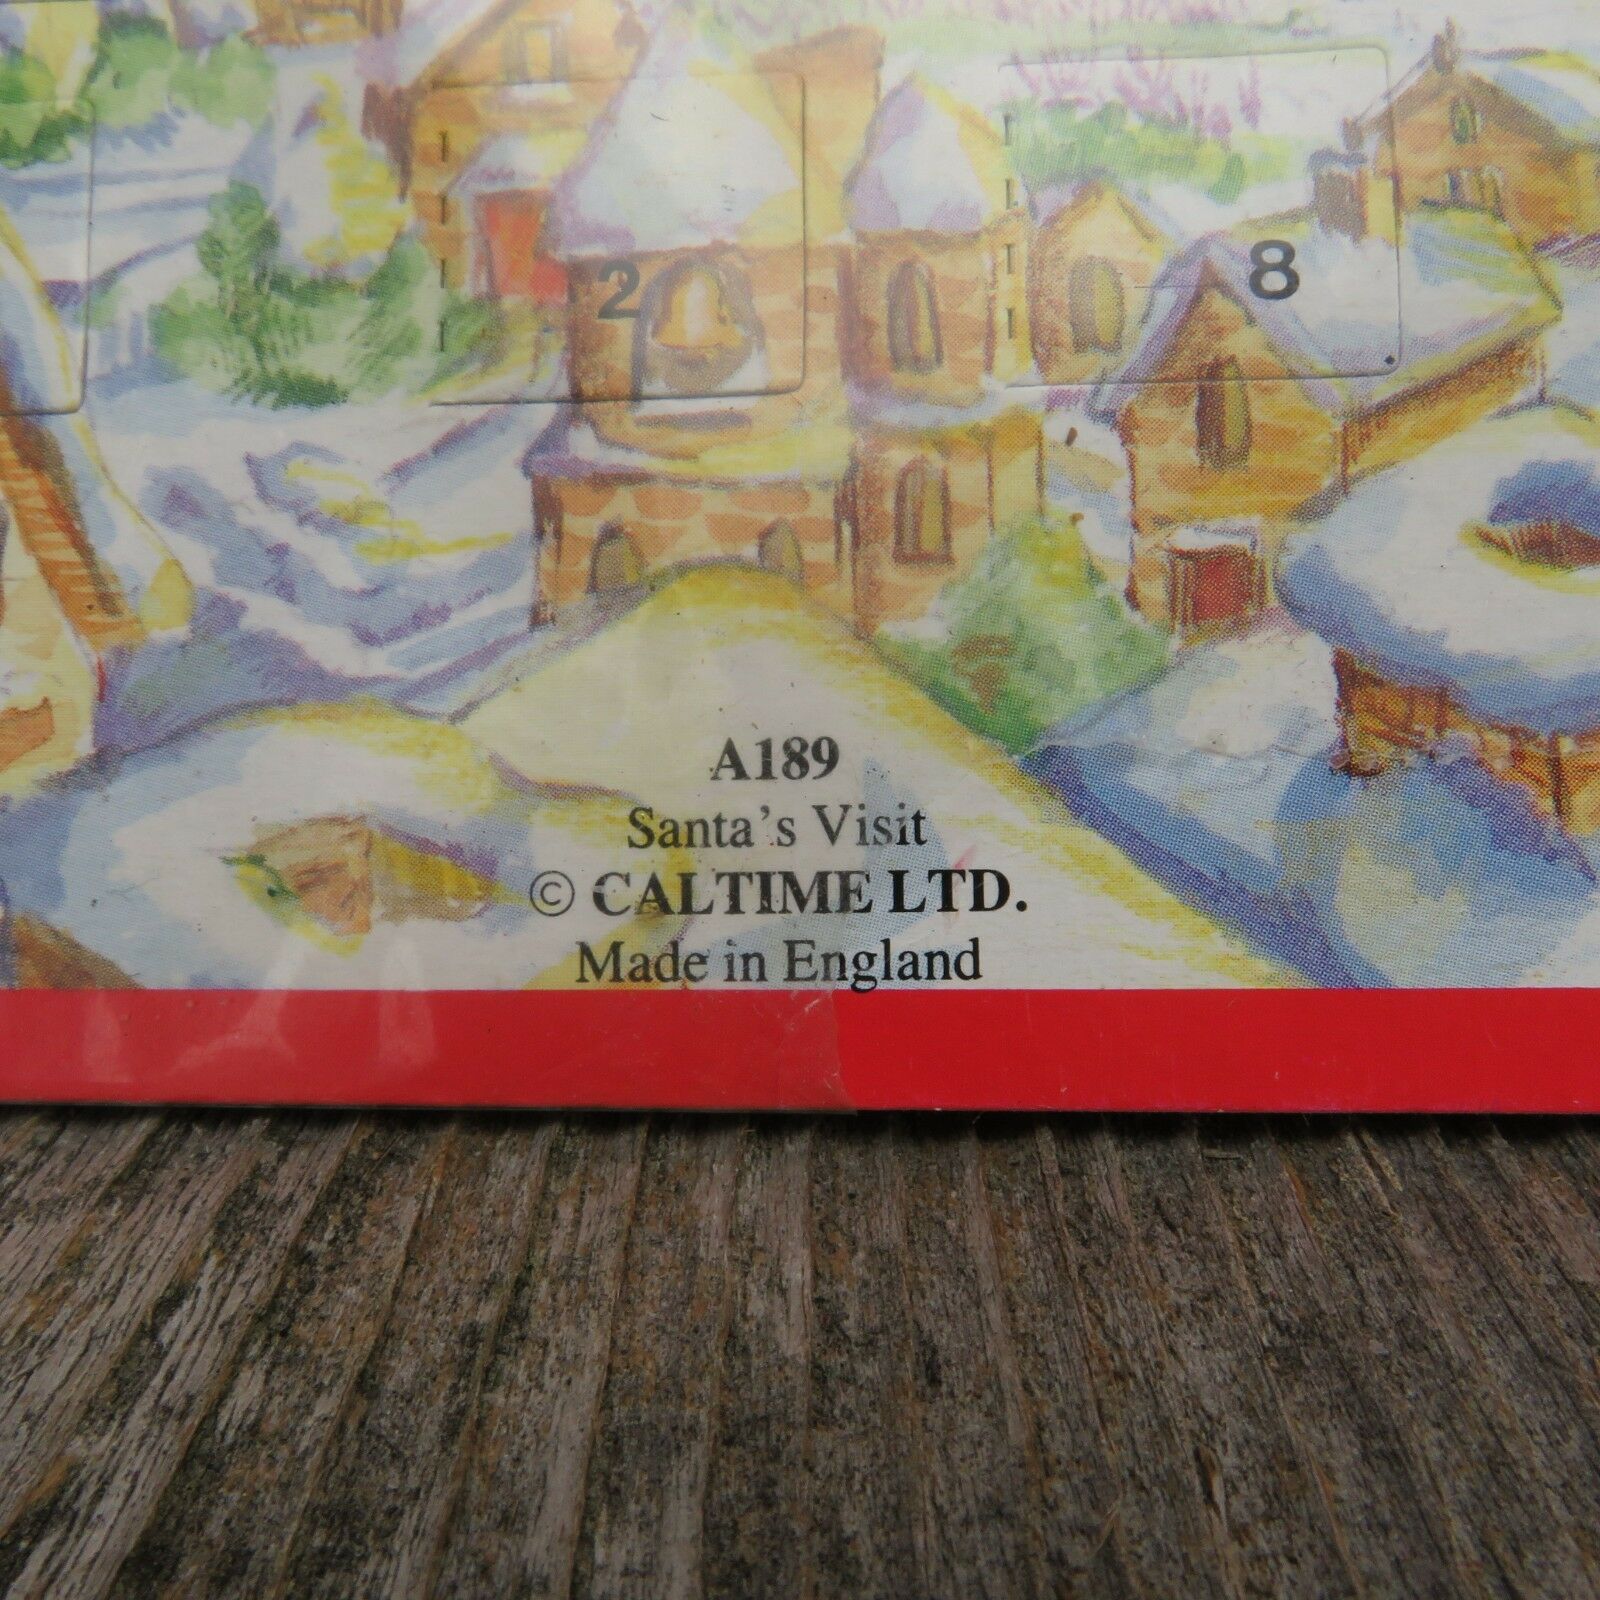 2
8
A189
Santa's Visit
© CALTIME LTD.
Made in England